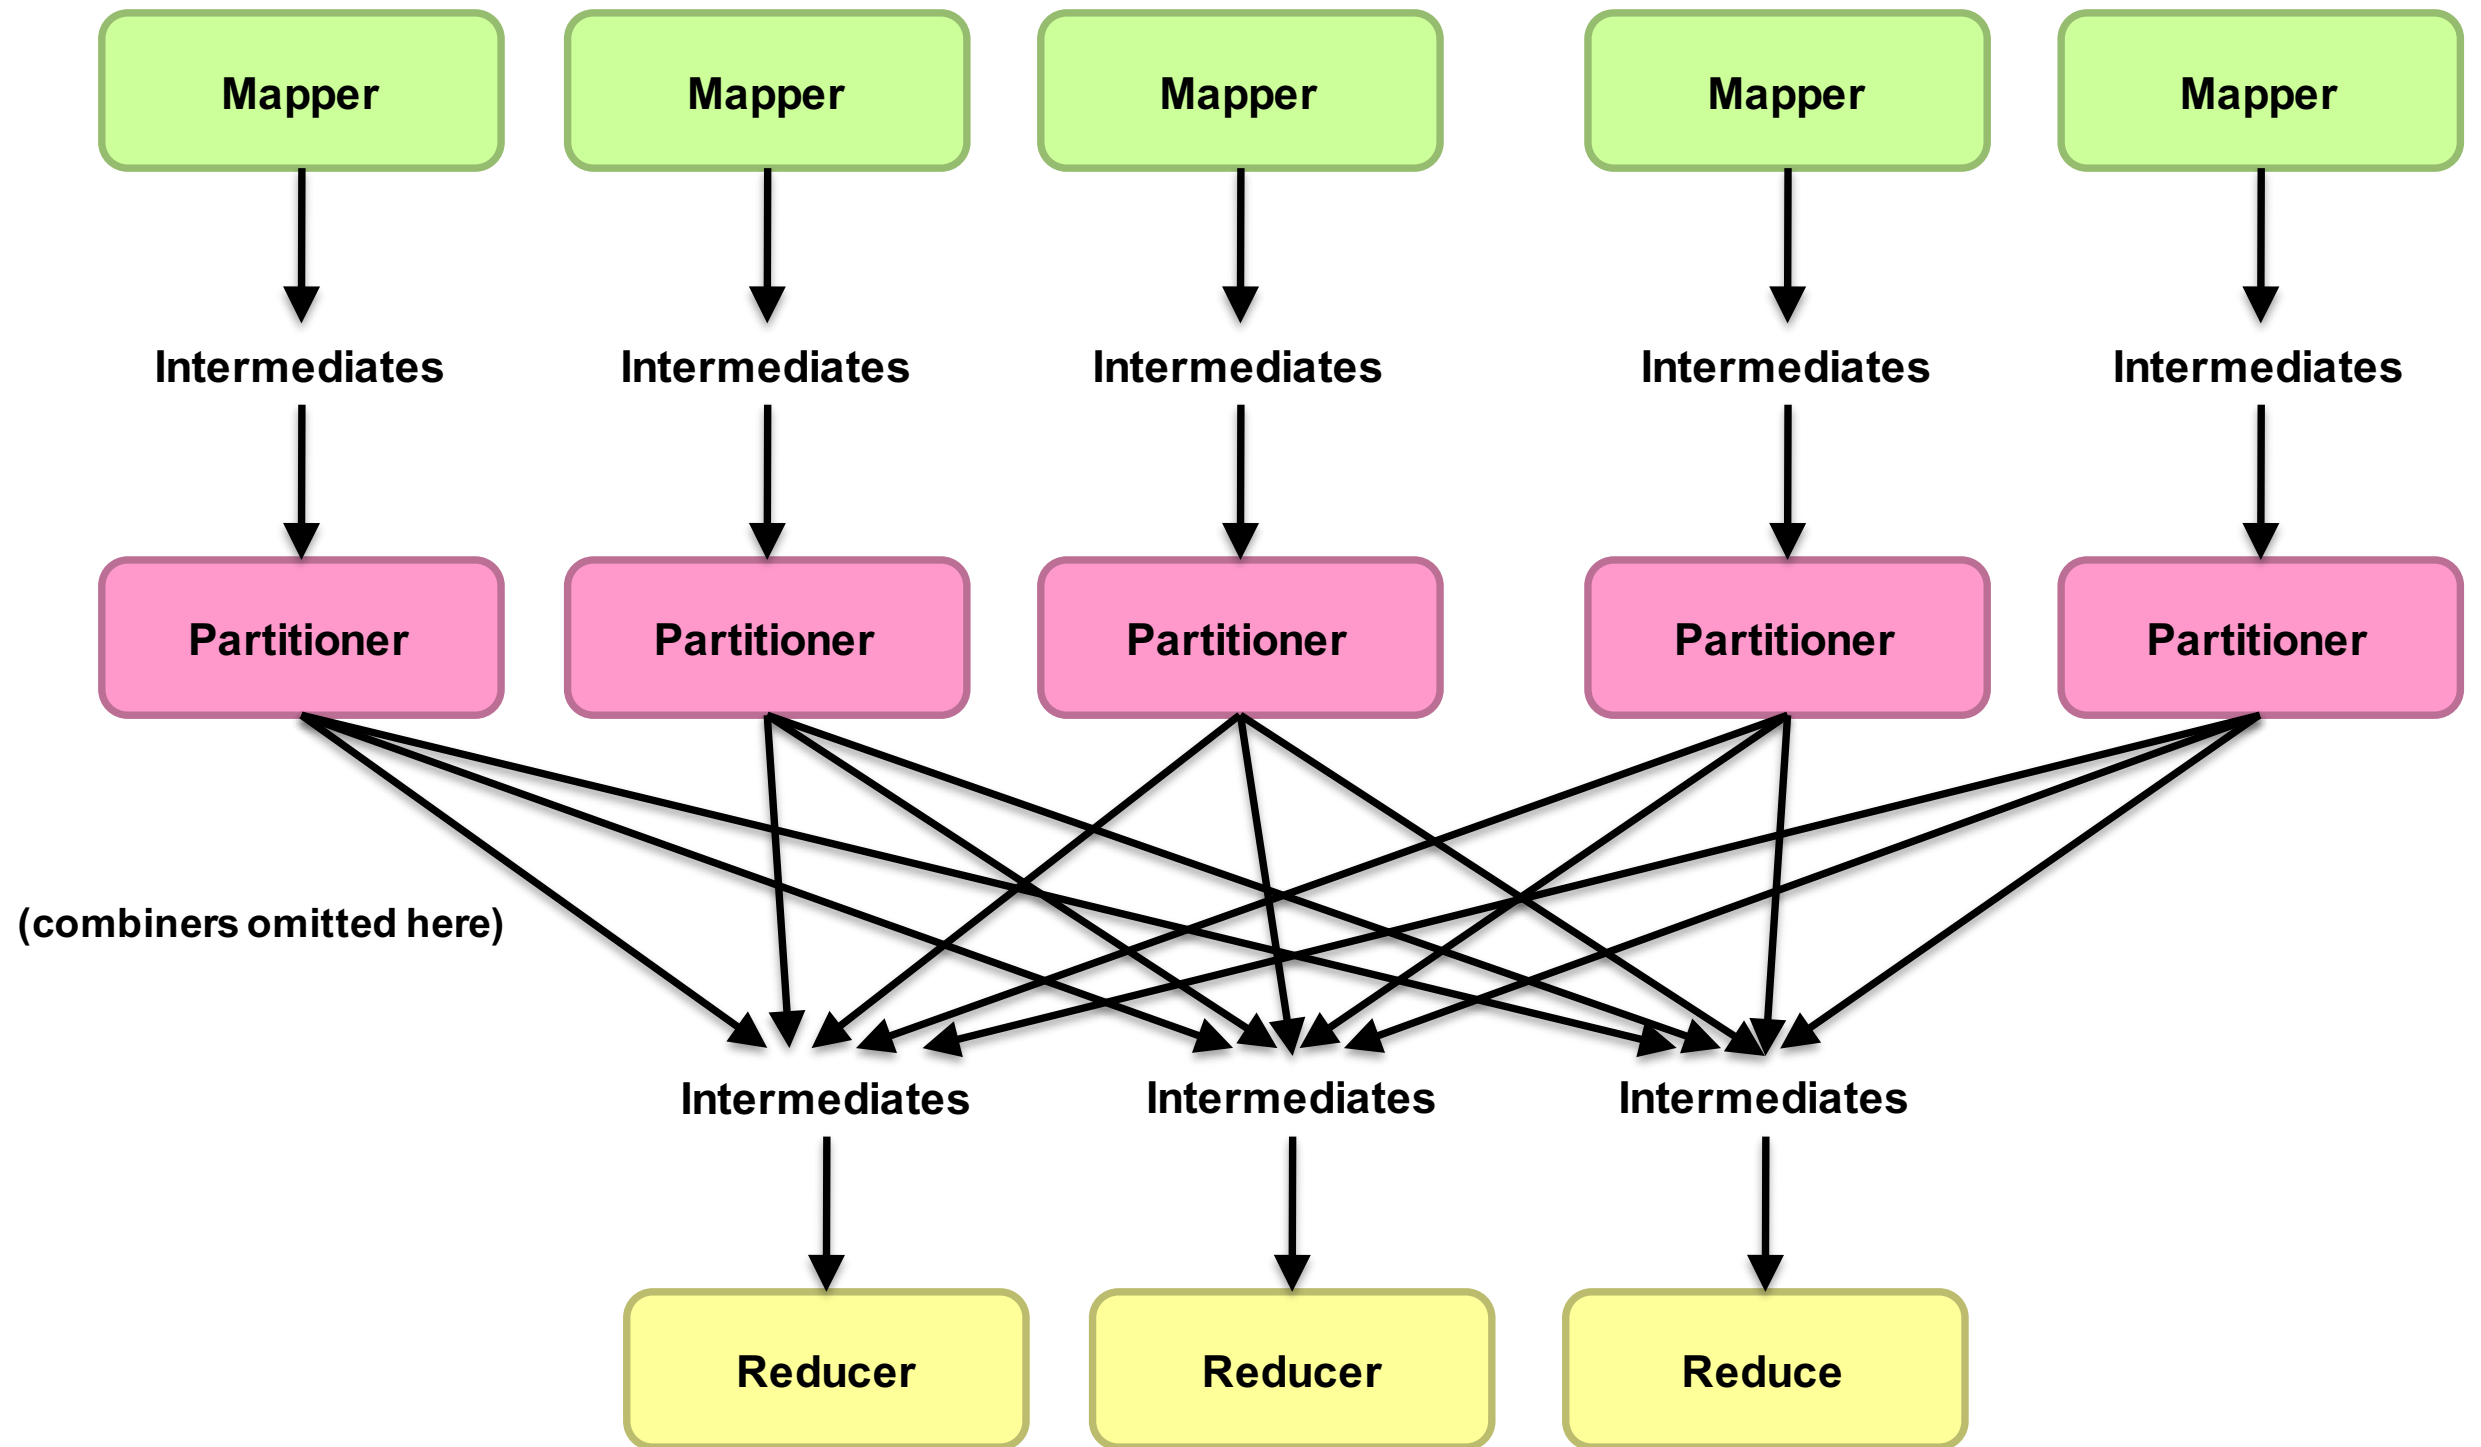 Mapper
Mapper
Mapper
Mapper
Mapper
Intermediates
Intermediates
Intermediates
Intermediates
Intermediates
Partitioner
Partitioner
Partitioner
Partitioner
Partitioner
(combiners omitted here)
Intermediates
Intermediates
Intermediates
Reducer
Reducer
Reduce